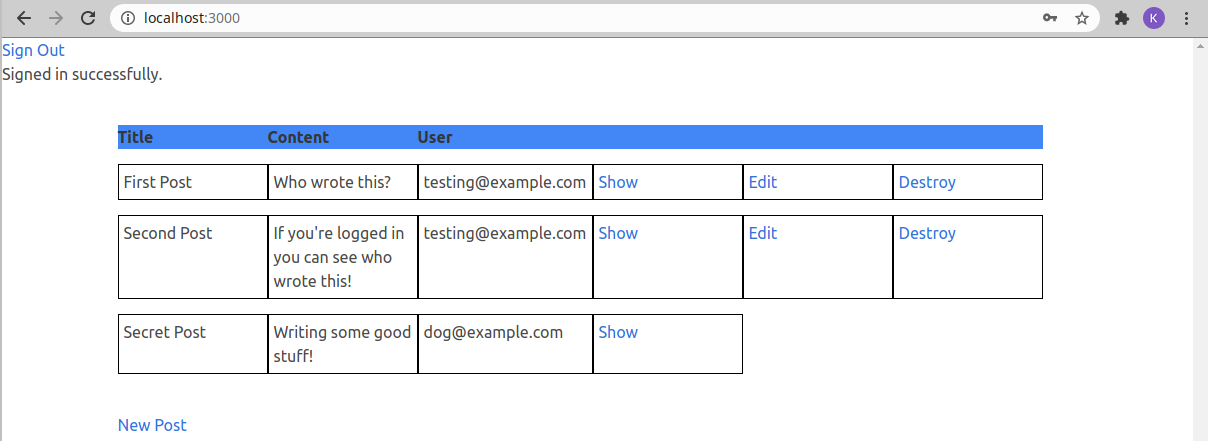 localhost:3000
K
Sign Out
Signed in successfully.
Title Content User
First Post Who wrote this? testing@example.com Show Edit Destroy
Second Post If you're logged in testing@example.com Show Edit Destroy
you can see who
wrote this!
Secret Post Writing some good dog@example.com Show
stuff!
New Post